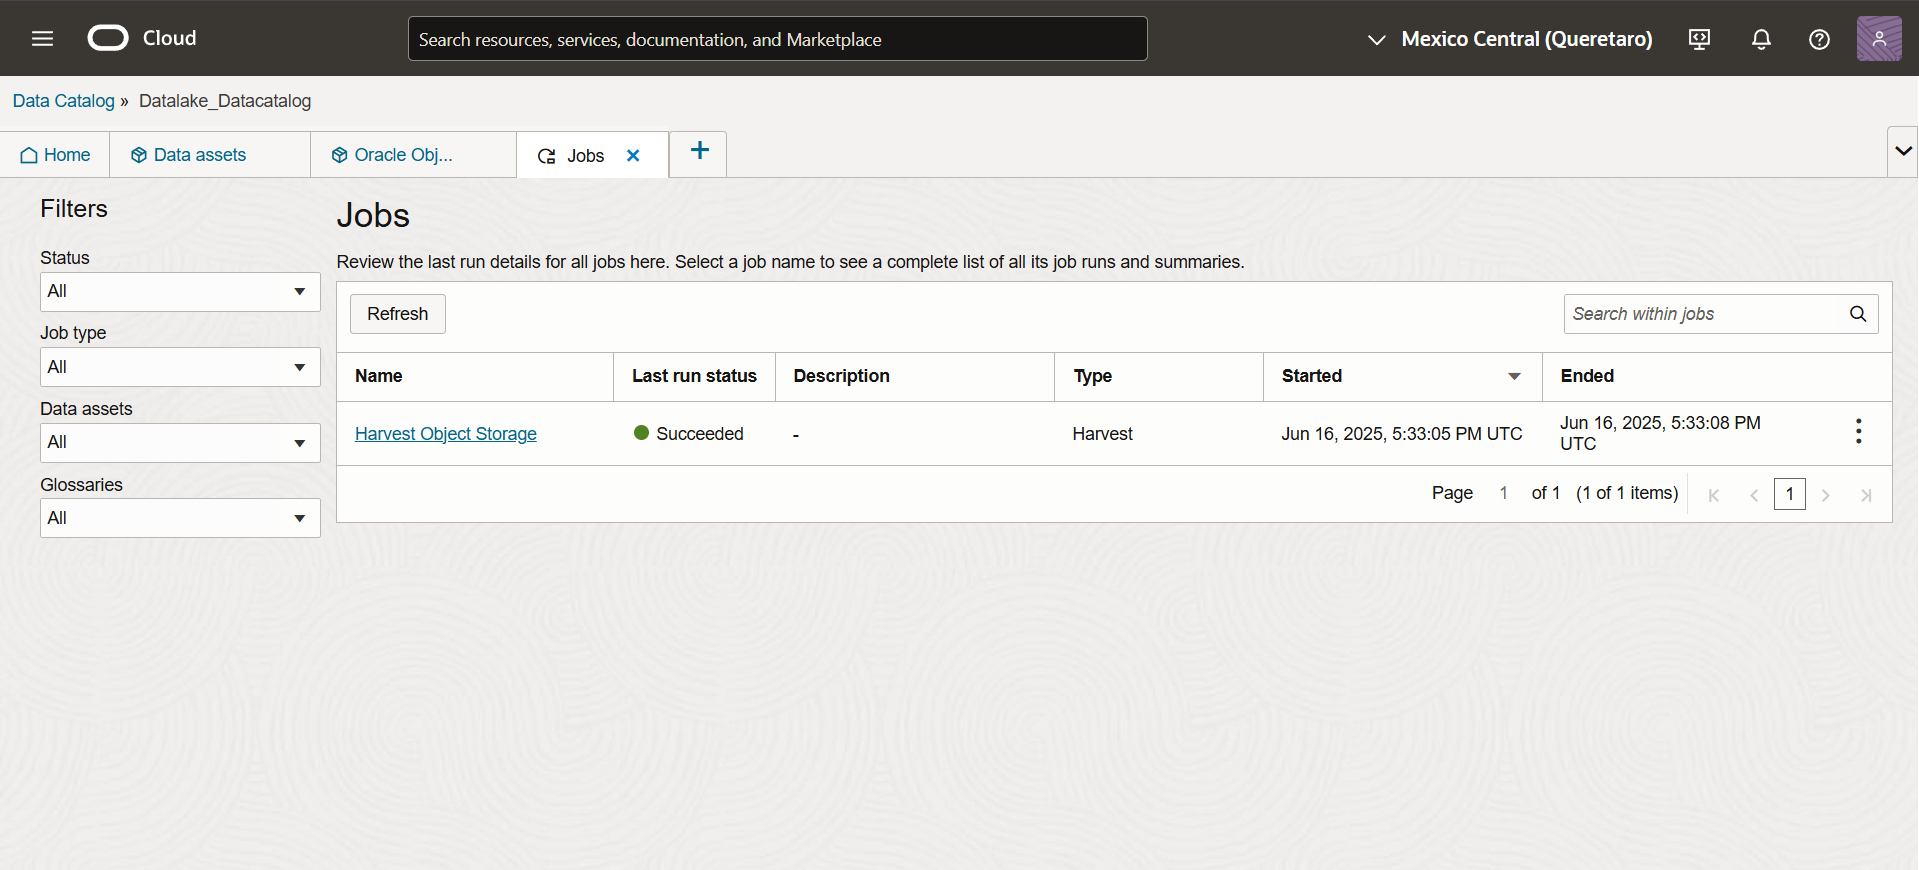 Cloud
Search resources, services, documentation, and Marketplace
Mexico Central (Queretaro)
Data Catalog » Datalake_Datacatalog
Home
Data assets
Oracle Obj...
Jobs
Filters
Status
All
Job type
All
Data assets
All
Glossaries
All
Jobs
Review the last run details for all jobs here. Select a job name to see a complete list of all its job runs and summaries.
Refresh
Search within jobs
Name Last run status Description Type Started Ended
Harvest Object Storage Succeeded - Harvest Jun 16, 2025, 5:33:05 PM UTC Jun 16, 2025, 5:33:08 PM
UTC
Page 1 of 1 (1 of 1 items) 1